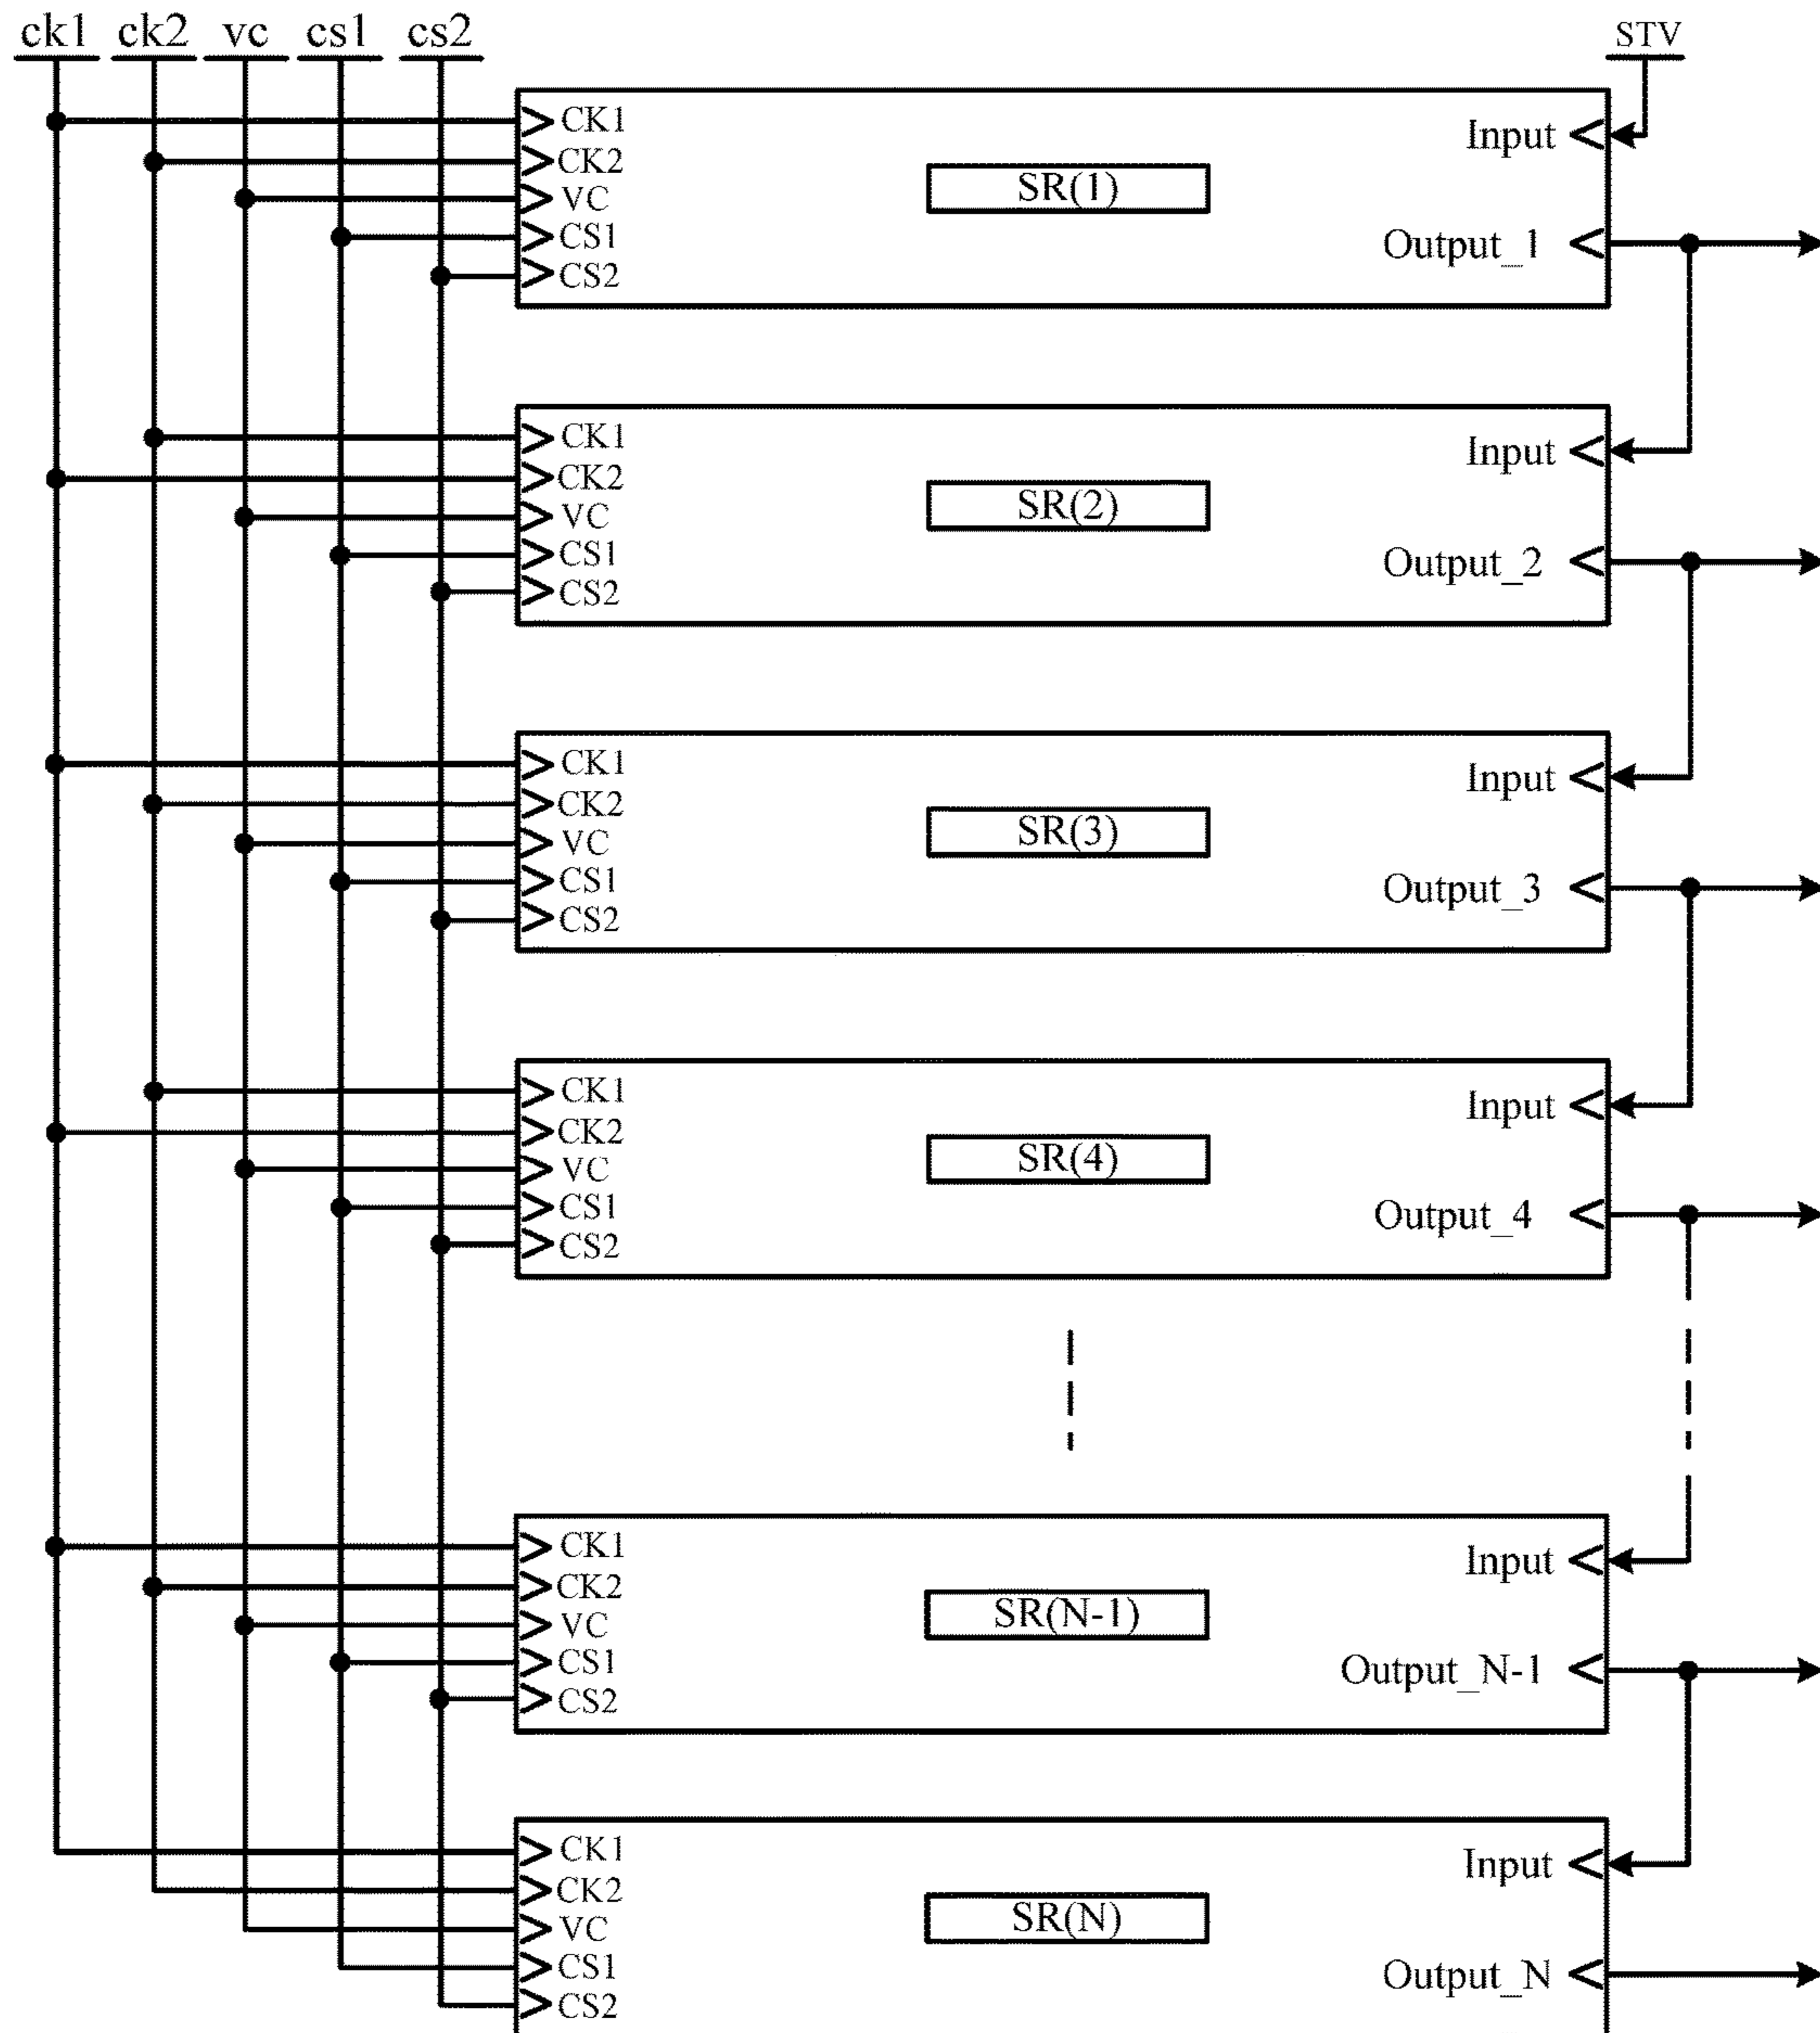 ck1 ck2 vc cs1 cs2 STV
CK1
CK2
VC
CS1
CS2
SR(1)
Input
Output_1
CK1
CK2
VC
CS1
CS2
SR(2)
Input
Output_2
CK1
CK2
VC
CS1
CS2
SR(3)
Input
Output_3
CK1
CK2
VC
CS1
CS2
SR(4)
Input
Output_4
CK1
CK2
VC
CS1
CS2
SR(N-1)
Input
Output_N-1
CK1
CK2
VC
CS1
CS2
SR(N)
Input
Output_N